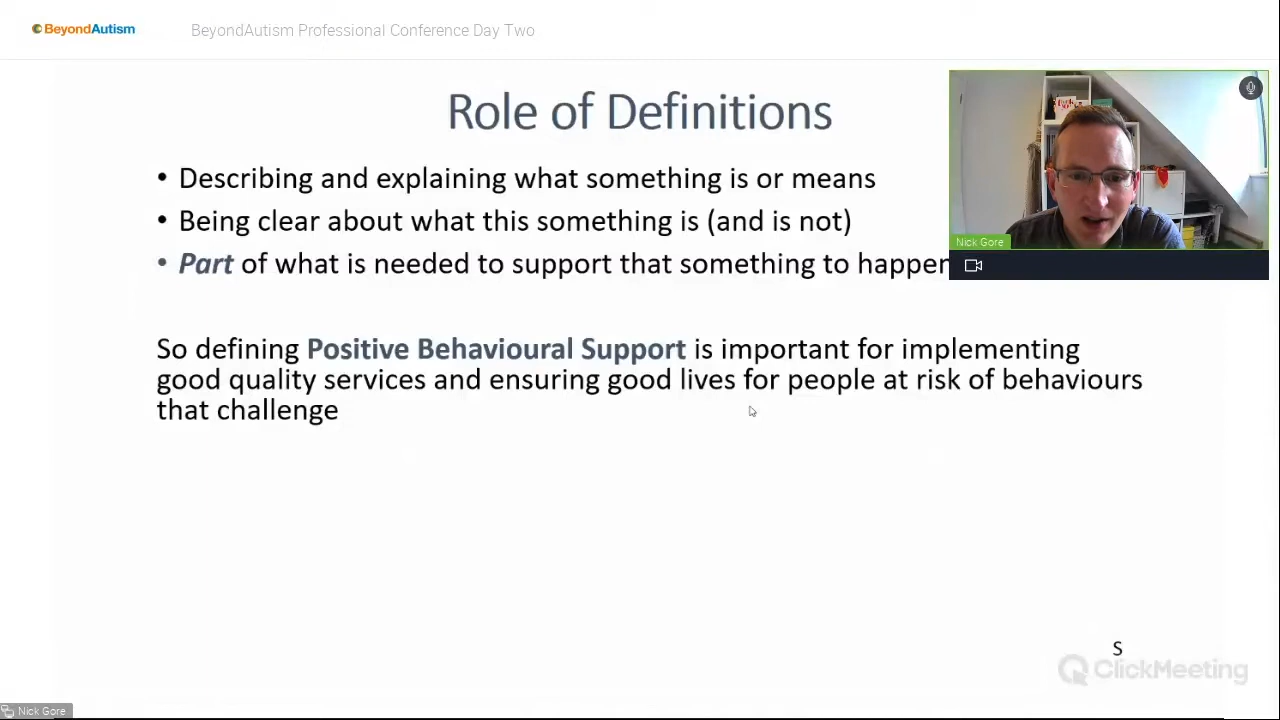 BeyondAutism
BeyondAutism Professional Conference Day Two
Role of Definitions
• Describing and explaining what something is or means
• Being clear about what this something is (and is not)
• Part of what is needed to support that something to happen
So defining Positive Behavioural Support is important for implementing
good quality services and ensuring good lives for people at risk of behaviours
that challenge
Nick Gore
S
ClickMeeting
Nick Gore